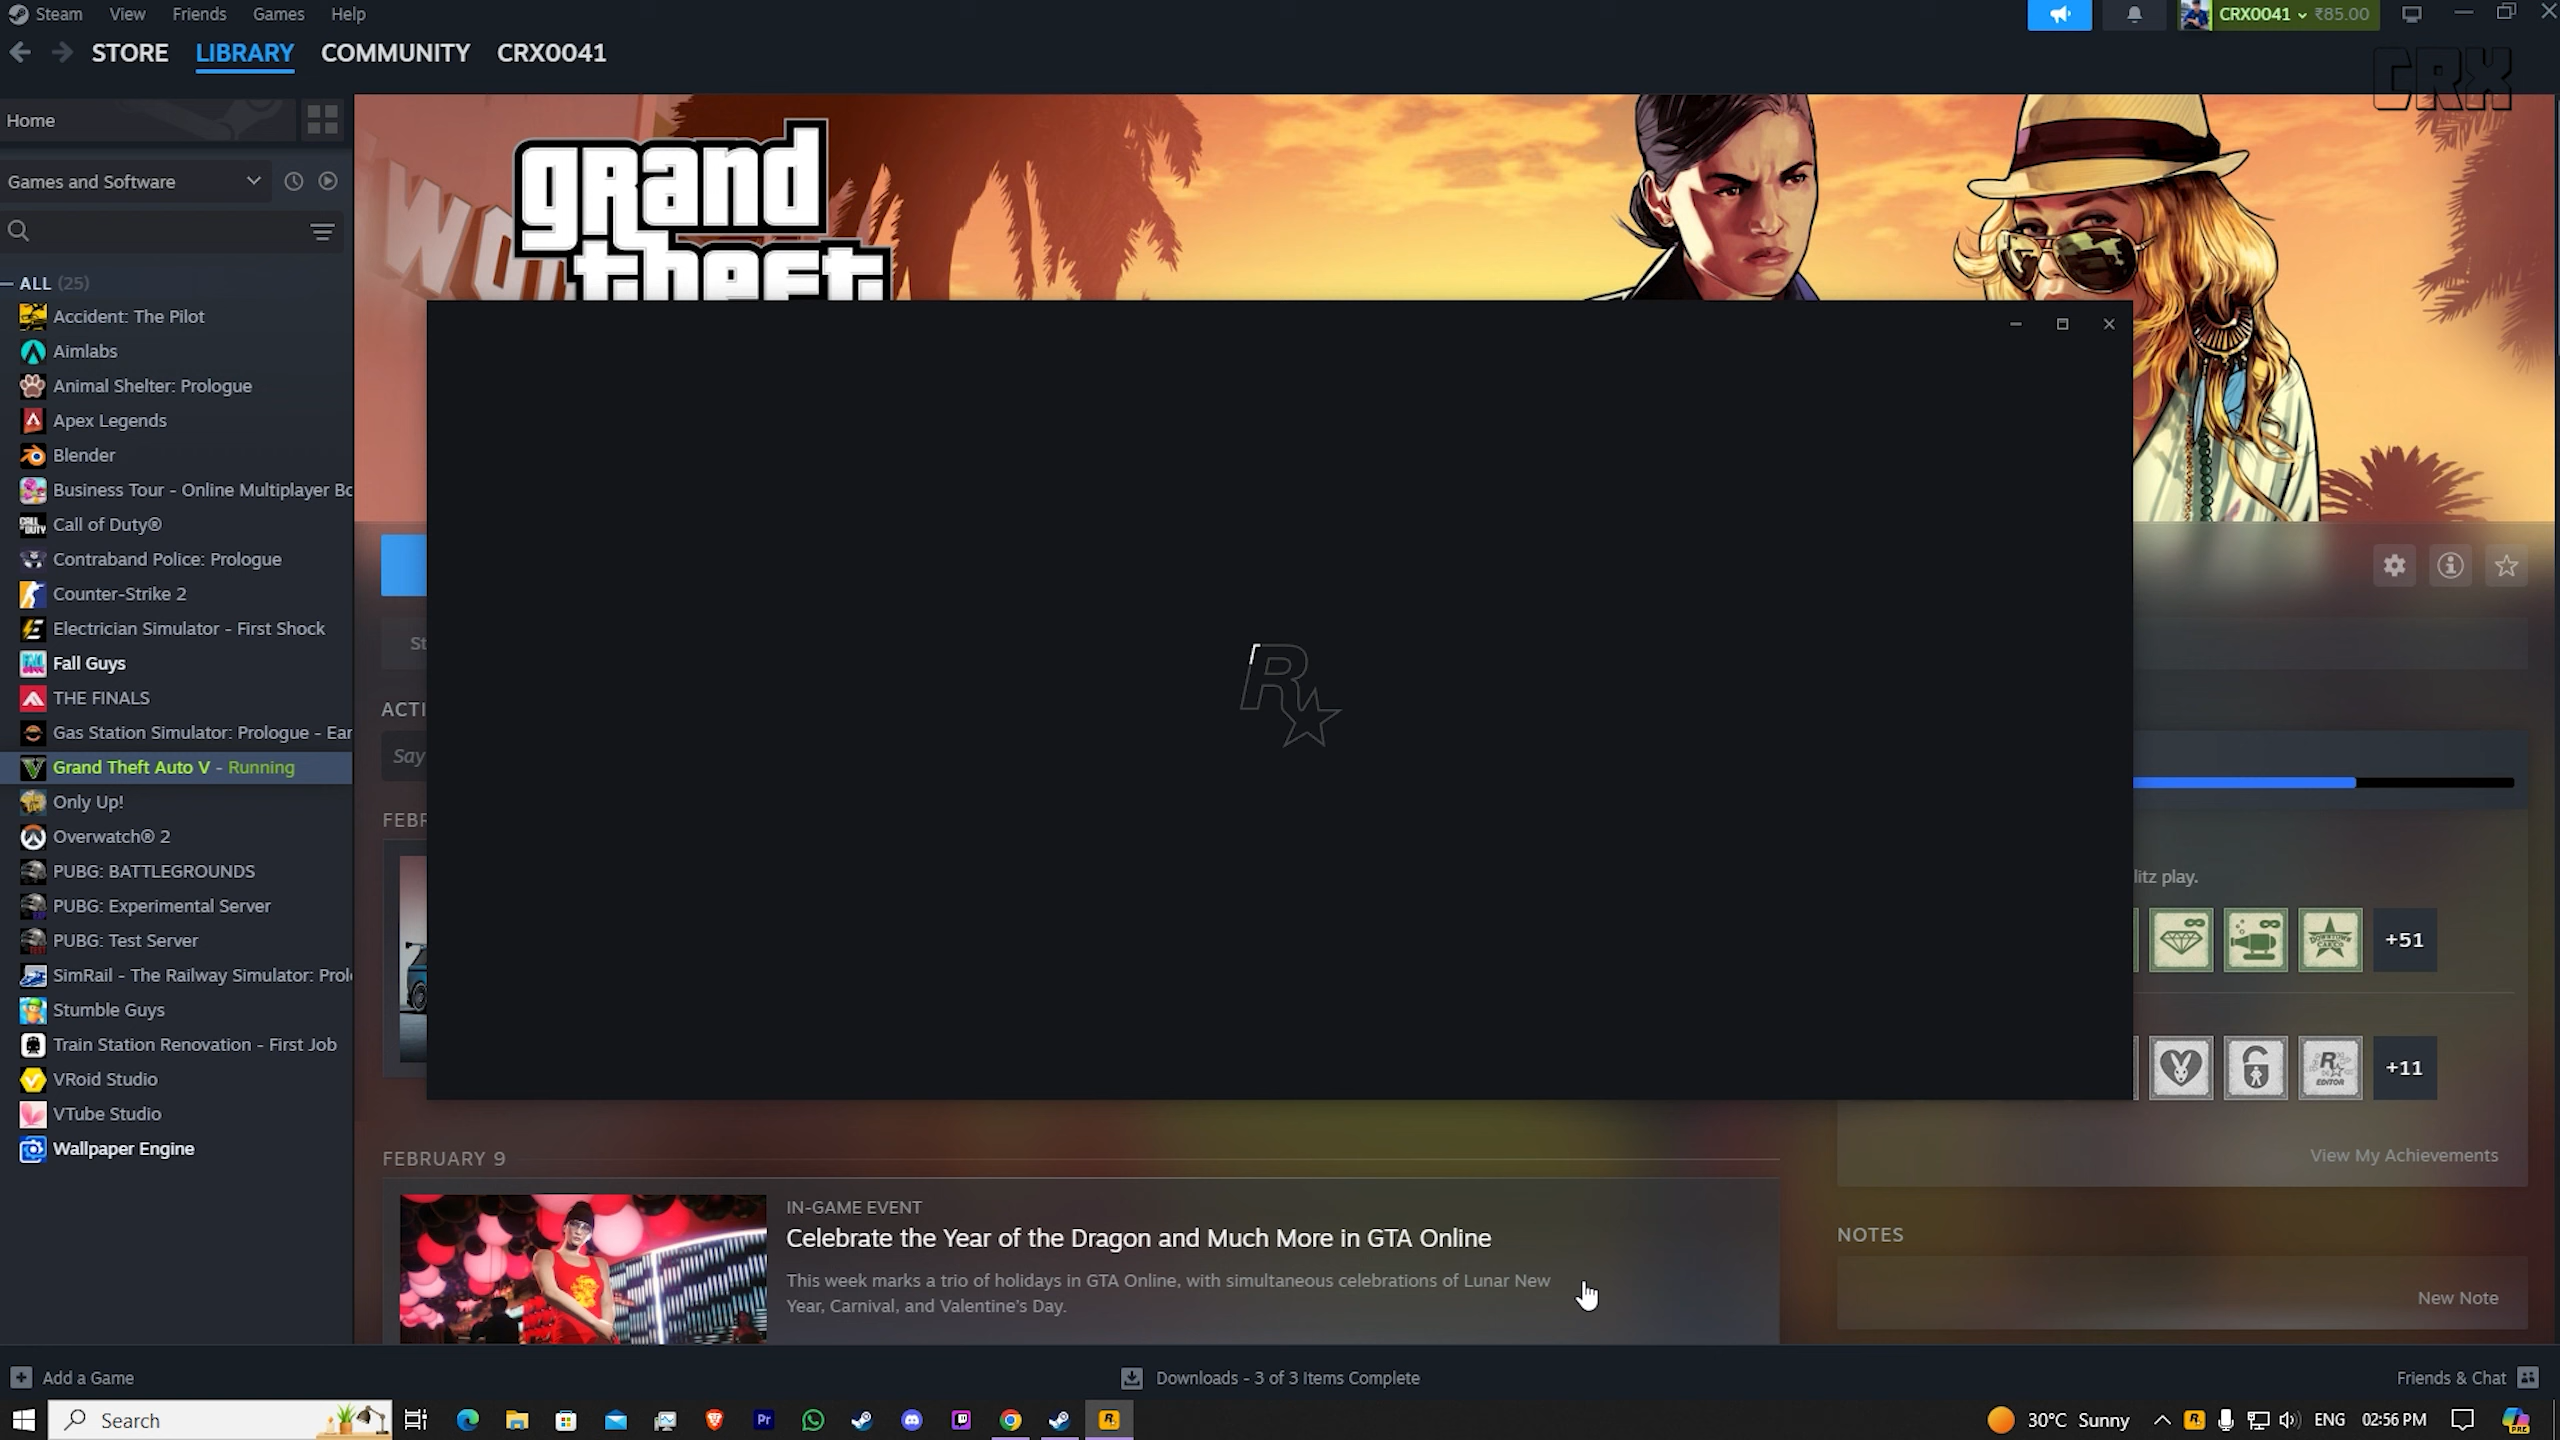 Steam View Friends Games Help
CRX0041 ₹85.00
STORE LIBRARY COMMUNITY CRX0041
CRX
Home
grand
theft
Games and Software
ALL (25)
Accident: The Pilot
Aimlabs
Animal Shelter: Prologue
Apex Legends
Blender
Business Tour - Online Multiplayer Bo
Call of Duty®
Contraband Police: Prologue
Counter-Strike 2
Electrician Simulator - First Shock
Fall Guys
THE FINALS
Gas Station Simulator: Prologue - Ear
Grand Theft Auto V - Running
Only Up!
Overwatch® 2
PUBG: BATTLEGROUNDS
PUBG: Experimental Server
PUBG: Test Server
SimRail - The Railway Simulator: Prol
Stumble Guys
Train Station Renovation - First Job
VRoid Studio
VTube Studio
Wallpaper Engine
St
ACTI
Say
FEBR
R
litz play.
+51
EDITOR
+11
View My Achievements
FEBRUARY 9
IN-GAME EVENT
Celebrate the Year of the Dragon and Much More in GTA Online
This week marks a trio of holidays in GTA Online, with simultaneous celebrations of Lunar New
Year, Carnival, and Valentine's Day.
NOTES
New Note
Add a Game
Downloads - 3 of 3 Items Complete
Friends & Chat
Search
Pr
30°C Sunny
ENG
02:56 PM